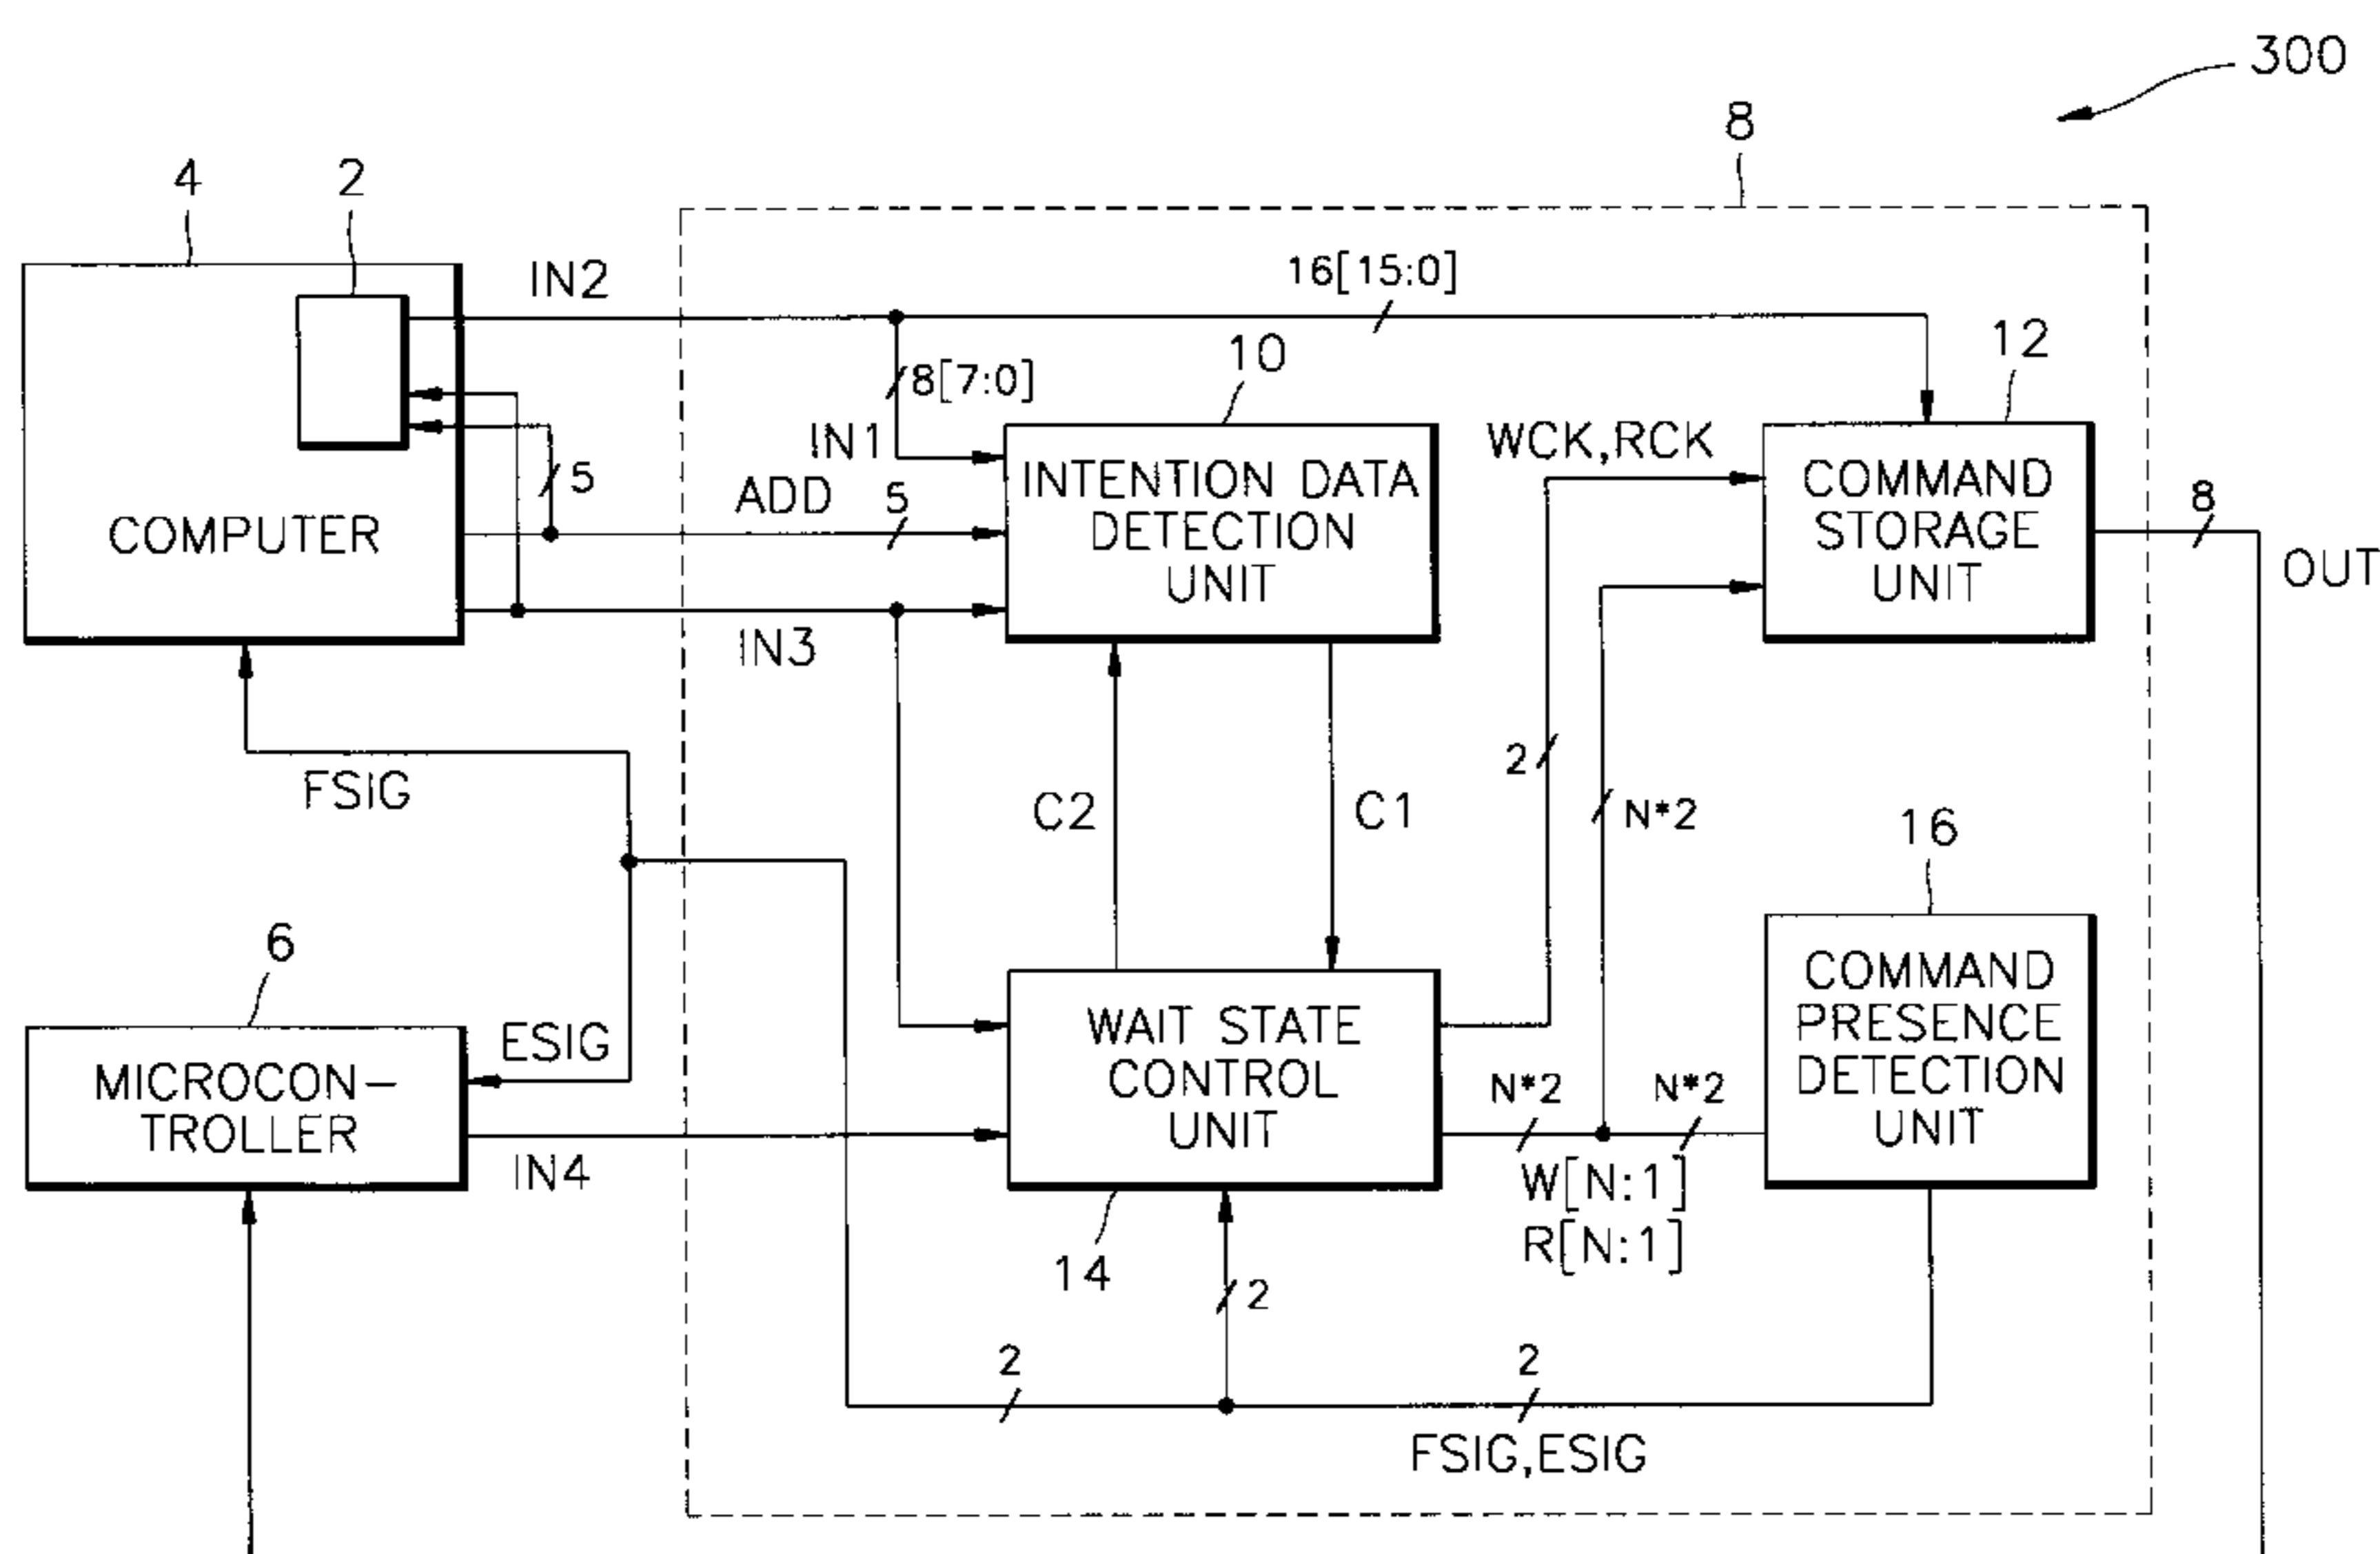 300
8
4
2
IN2
16[15:0]
10
12
8[7:0]
IN1
WCK,RCK
INTENTION DATA
DETECTION
UNIT
COMMAND
STORAGE
UNIT
5
ADD
5
8
COMPUTER
OUT
IN3
2
FSIG
C2
C1
N*2
16
6
ESIG
WAIT STATE
CONTROL
UNIT
COMMAND
PRESENCE
DETECTION
UNIT
MICROCON-
TROLLER
N*2
N*2
IN4
W[N:1]
R[N:1]
14
2
2
2
FSIG,ESIG